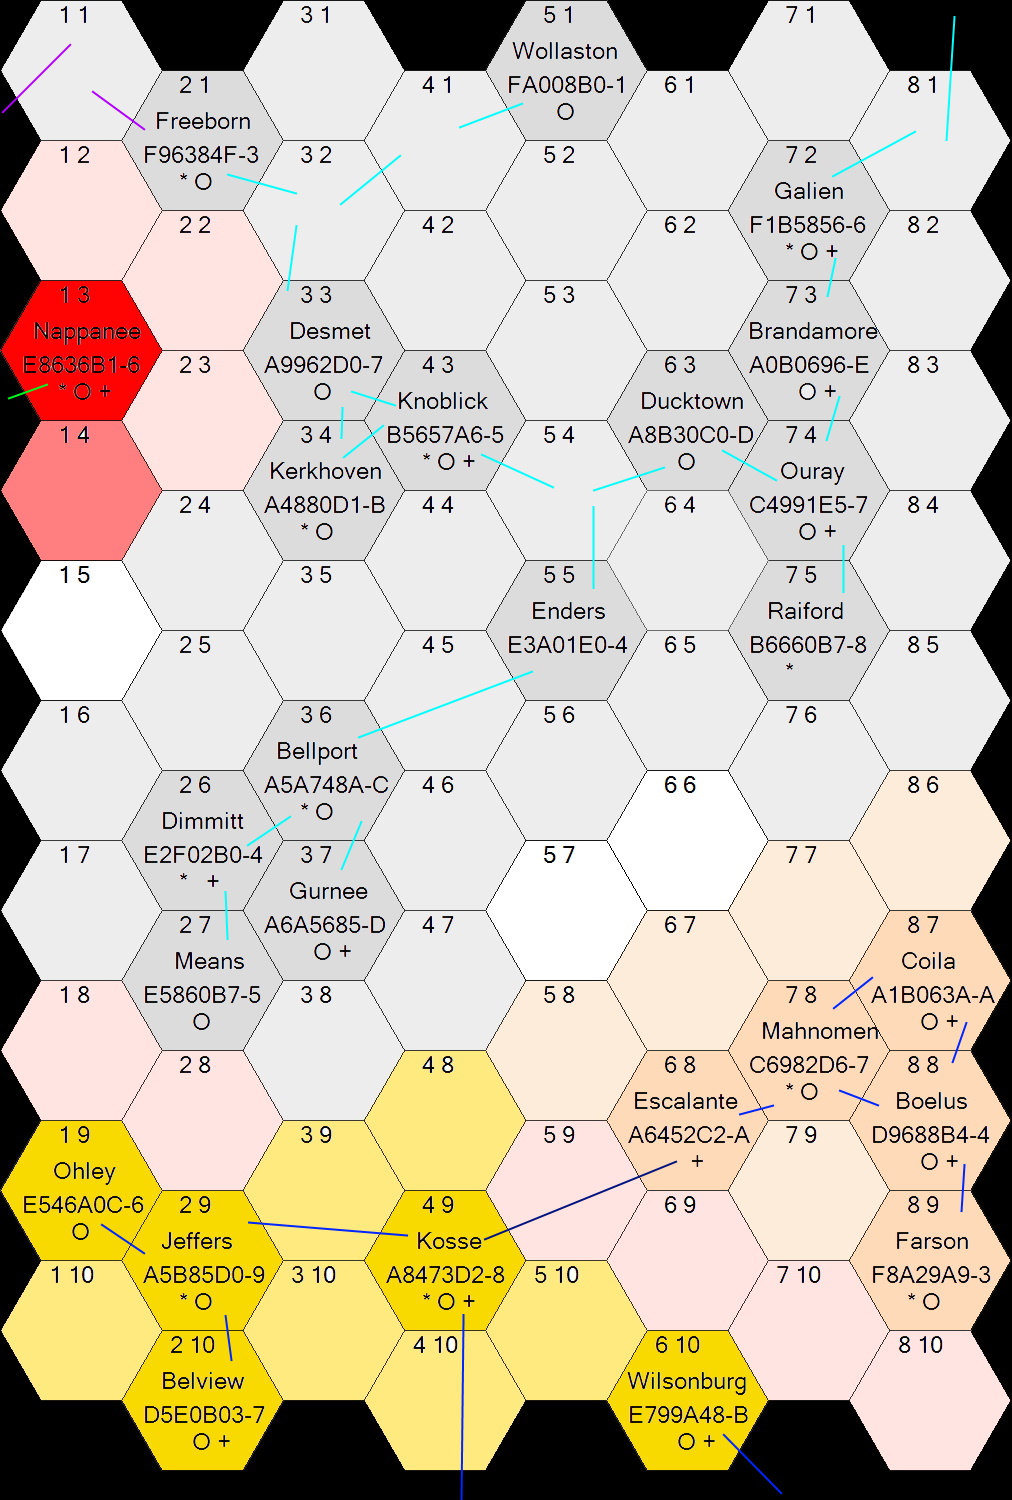 1 1
Wollaston
5 1
FA008B0-1
O
3 1
7 1
2 1
Freeborn
F96384F-3
* O
4 1
6 1
8 1
1 2
3 2
5 2
7 2
Galien
F1B5856-6
* O +
2 2
4 2
6 2
8 2
1 3
Nappanee
E8636B1-6
* O +
3 3
Desmet
A9962D0-7
O
5 3
7 3
Brandamore
A0B0696-E
O +
2 3
4 3
Knoblick
B5657A6-5
* O +
6 3
Ducktown
A8B30C0-D
O
8 3
1 4
3 4
Kerkhoven
A4880D1-B
* O
5 4
7 4
Ouray
C4991E5-7
O +
2 4
4 4
6 4
8 4
1 5
3 5
5 5
Enders
E3A01E0-4
7 5
Raiford
B6660B7-8
*
2 5
4 5
6 5
8 5
1 6
3 6
Bellport
A5A748A-C
* O
5 6
7 6
2 6
Dimmitt
E2F02B0-4
* +
4 6
6 6
8 6
1 7
3 7
Gurnee
A6A5685-D
O +
5 7
7 7
2 7
Means
E5860B7-5
O
4 7
6 7
8 7
Coila
A1B063A-A
O +
1 8
3 8
5 8
7 8
Mahnomen
C6982D6-7
* O
2 8
4 8
6 8
Escalante
A6452C2-A
+
8 8
Boelus
D9688B4-4
O +
1 9
Ohley
E546A0C-6
O
3 9
5 9
7 9
2 9
Jeffers
A5B85D0-9
* O
4 9
Kosse
A8473D2-8
* O +
6 9
8 9
Farson
F8A29A9-3
* O
1 10
3 10
5 10
7 10
2 10
Belview
D5E0B03-7
O +
4 10
6 10
Wilsonburg
E799A48-B
O +
8 10